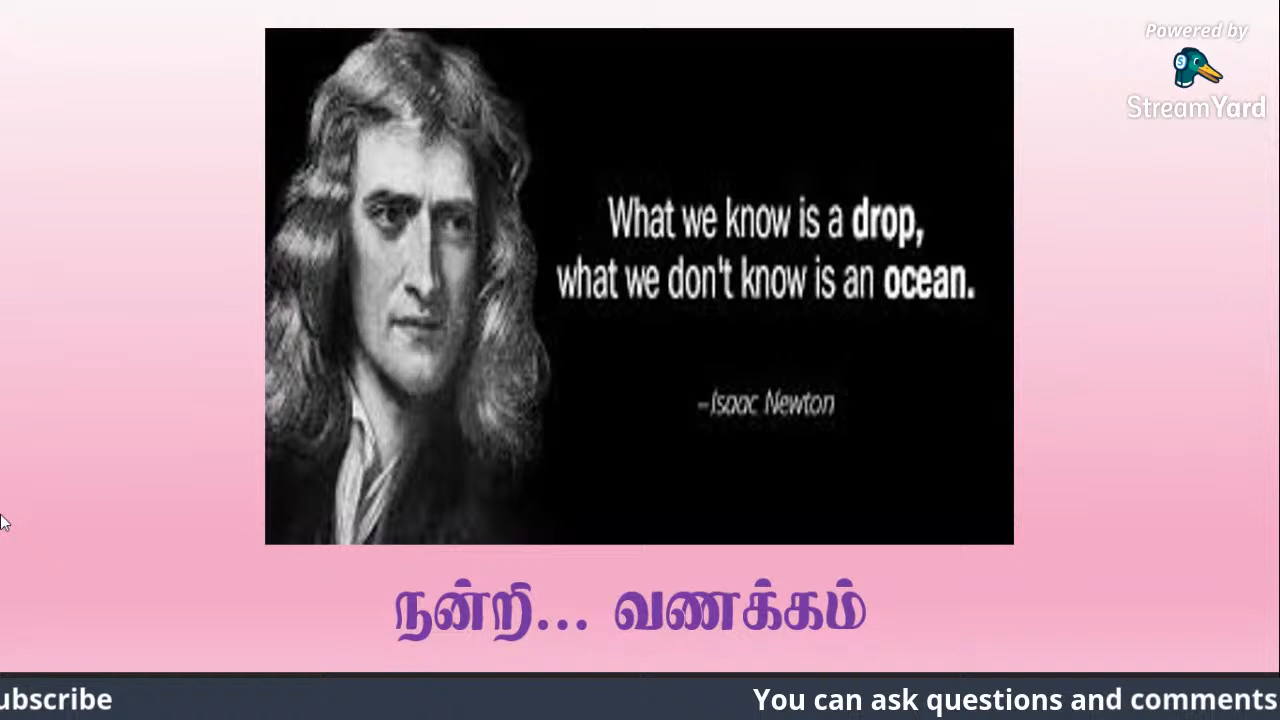 Powered by
StreamYard
What we know is a drop,
what we don't know is an ocean.
–Isaac Newton
நன்றி... வணக்கம்
ubscribe
You can ask questions and comments